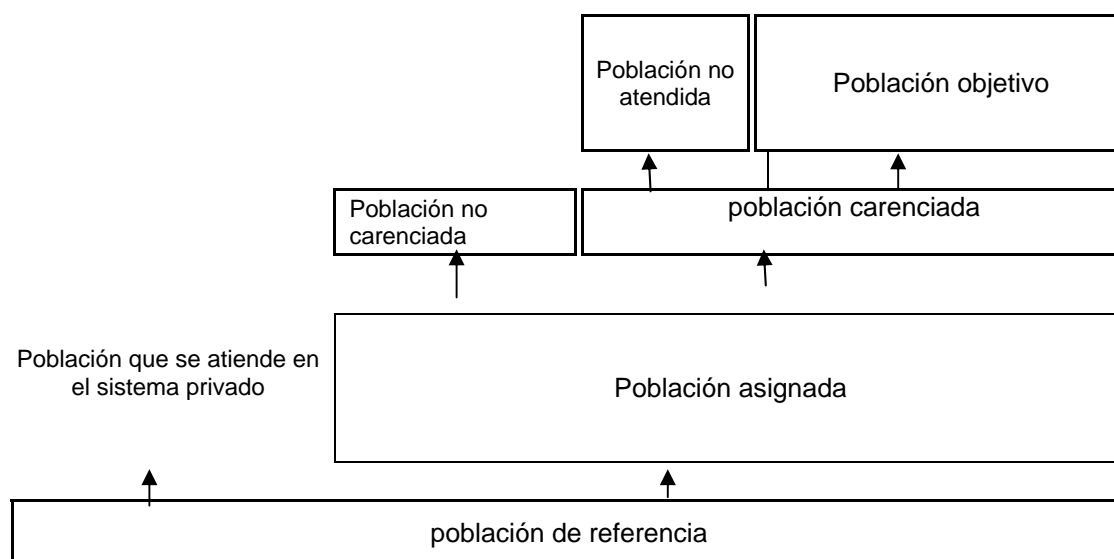 Población no
atendida
Población objetivo
Población no
carenciada
población carenciada
Población que se atiende en
el sistema privado
Población asignada
población de referencia